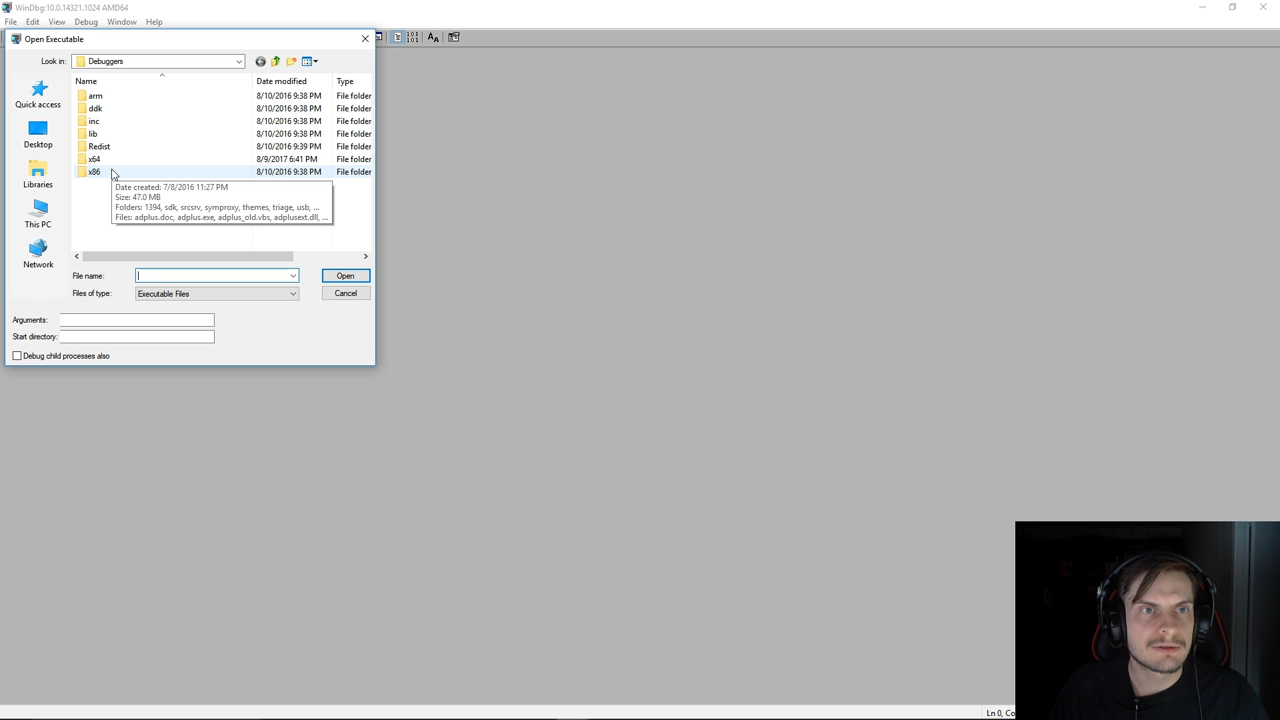 WinDbg:10.0.14321.1024 AMD64
File Edit View Debug Window Help
Open Executable
Look in: Debuggers
Name Date modified Type
arm 8/10/2016 9:38 PM File folder
ddk 8/10/2016 9:38 PM File folder
inc 8/10/2016 9:38 PM File folder
lib 8/10/2016 9:38 PM File folder
Redist 8/10/2016 9:39 PM File folder
x64 8/9/2017 6:41 PM File folder
x86 8/10/2016 9:38 PM File folder
Date created: 7/8/2016 11:27 PM
Size: 47.0 MB
Folders: 1394, sdk, srcsrv, symproxy, themes, triage, usb, ...
Files: adplus.doc, adplus.exe, adplus_old.vbs, adplusext.dll, ...
Quick access
Desktop
Libraries
This PC
Network
File name: Open
Files of type: Executable Files Cancel
Arguments:
Start directory:
Debug child processes also
Ln 0, Co